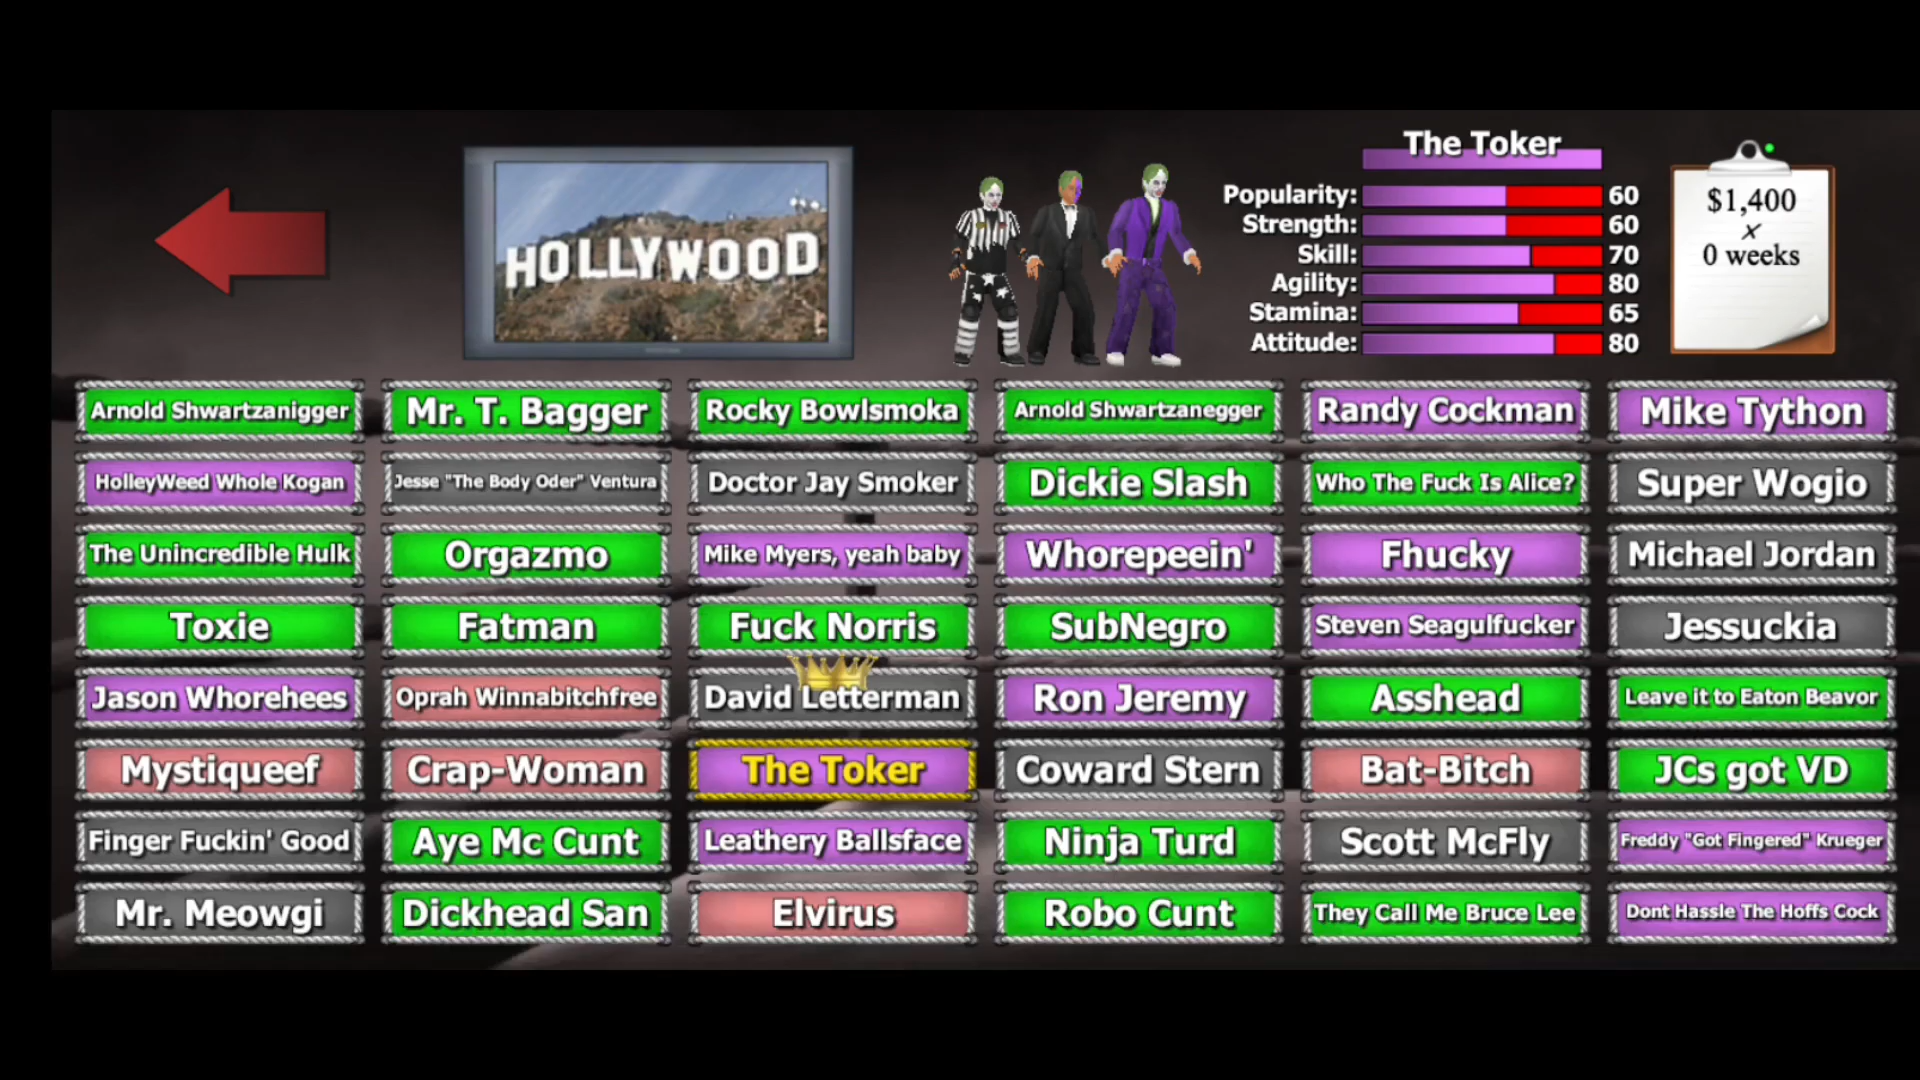 HOLLYWOOD
The Toker
Popularity: 60
Strength: 60
Skill: 70
Agility: 80
Stamina: 65
Attitude: 80
$1,400
x
0 weeks
Arnold Shwartzanigger
Mr. T. Bagger
Rocky Bowlsmoka
Arnold Shwartzanegger
Randy Cockman
Mike Tython
HolleyWeed Whole Kogan
Jesse "The Body Oder" Ventura
Doctor Jay Smoker
Dickie Slash
Who The Fuck Is Alice?
Super Wogio
The Unincredible Hulk
Orgazmo
Mike Myers, yeah baby
Whorepeein'
Fhucky
Michael Jordan
Toxie
Fatman
Fuck Norris
SubNegro
Steven Seagulfucker
Jessuckia
Jason Whorehees
Oprah Winnabitchfree
David Letterman
Ron Jeremy
Asshead
Leave it to Eaton Beavor
Mystiqueef
Crap-Woman
The Toker
Coward Stern
Bat-Bitch
JCs got VD
Finger Fuckin' Good
Aye Mc Cunt
Leathery Ballsface
Ninja Turd
Scott McFly
Freddy "Got Fingered" Krueger
Mr. Meowgi
Dickhead San
Elvirus
Robo Cunt
They Call Me Bruce Lee
Dont Hassle The Hoffs Cock